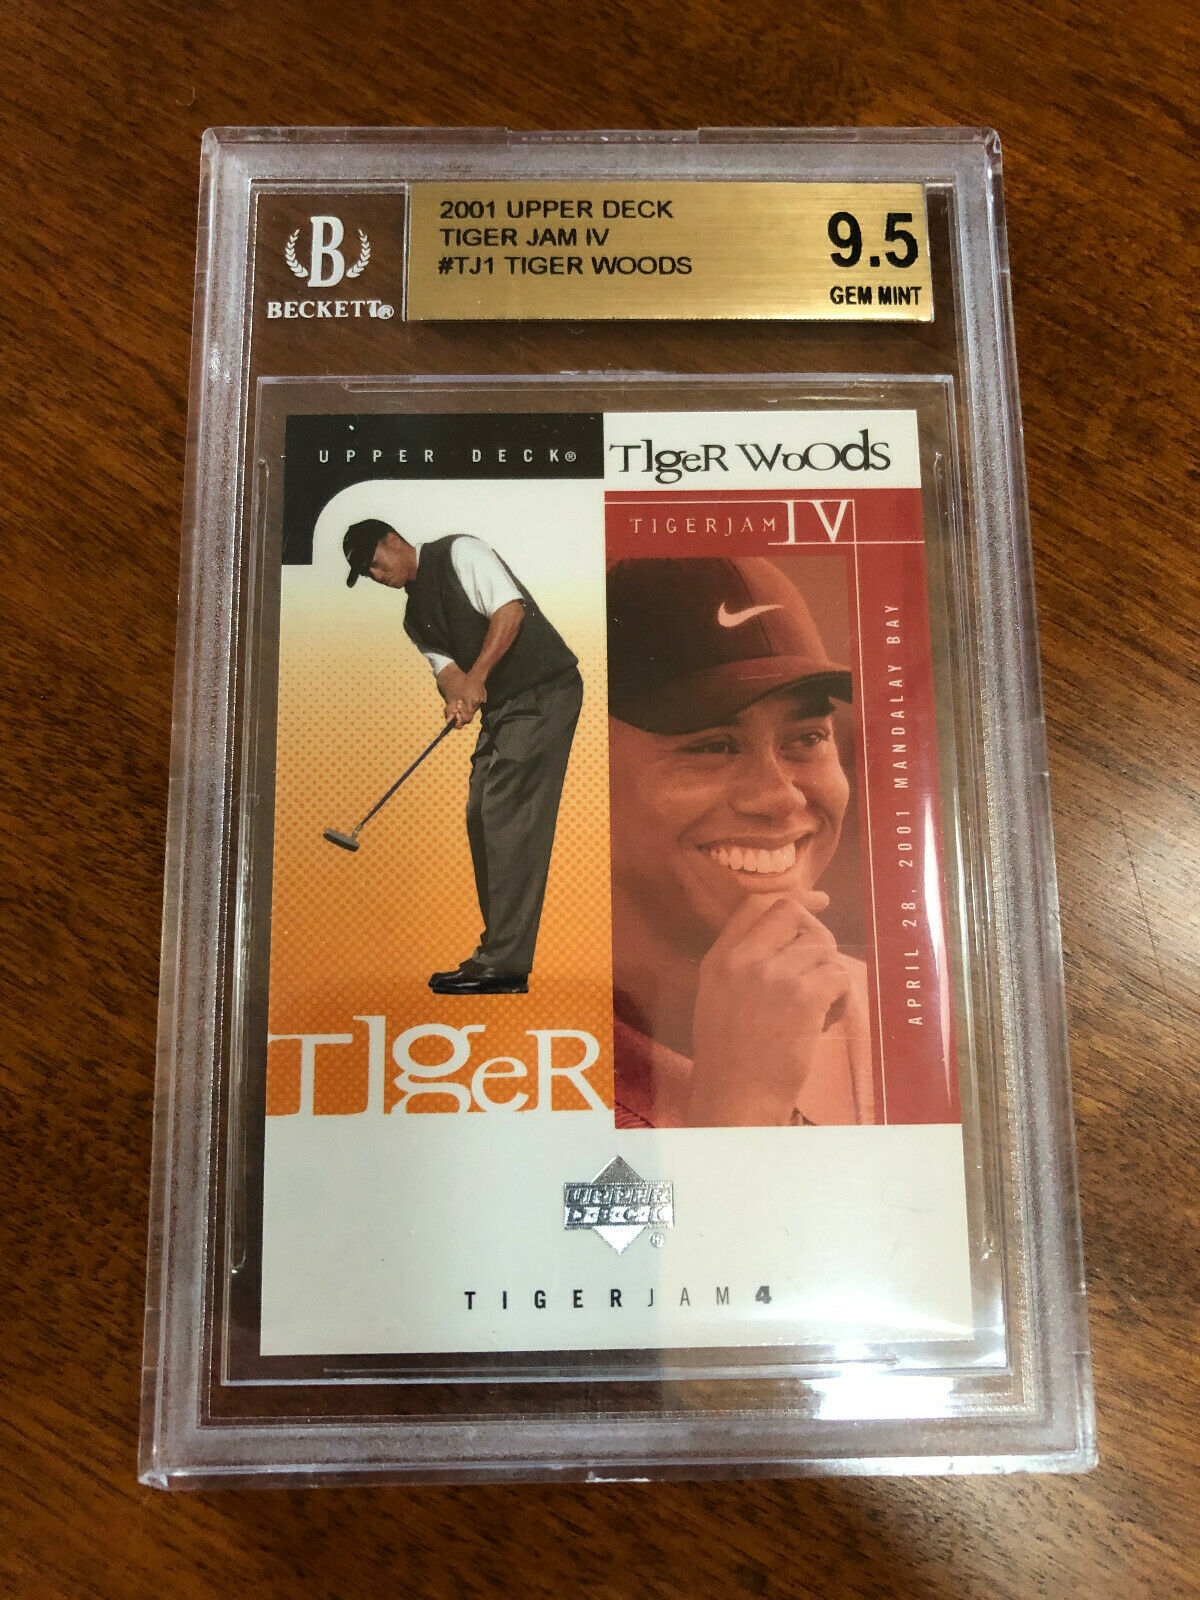 B
BECKETT®
2001 UPPER DECK
TIGER JAM IV
#TJ1 TIGER WOODS
9.5
GEM MINT
UPPER DECK®
TIgeR WoOds
TIGERJAM IV
APRIL 28, 2001 MANDALAY BAY
TIgeR
UPPER
DECK
®
TIGERJAM4